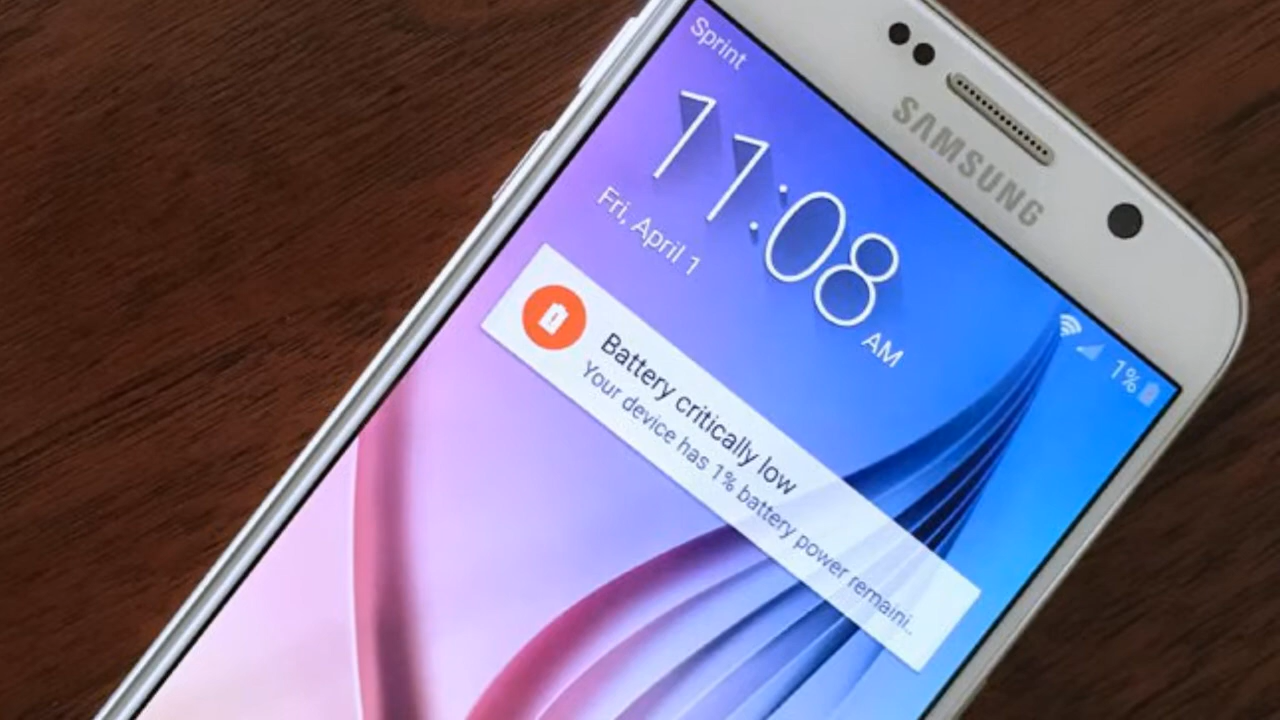 SAMSUNG
Sprint
1%
11:08 AM
Fri, April 1
Battery critically low
Your device has 1% battery power remaini..